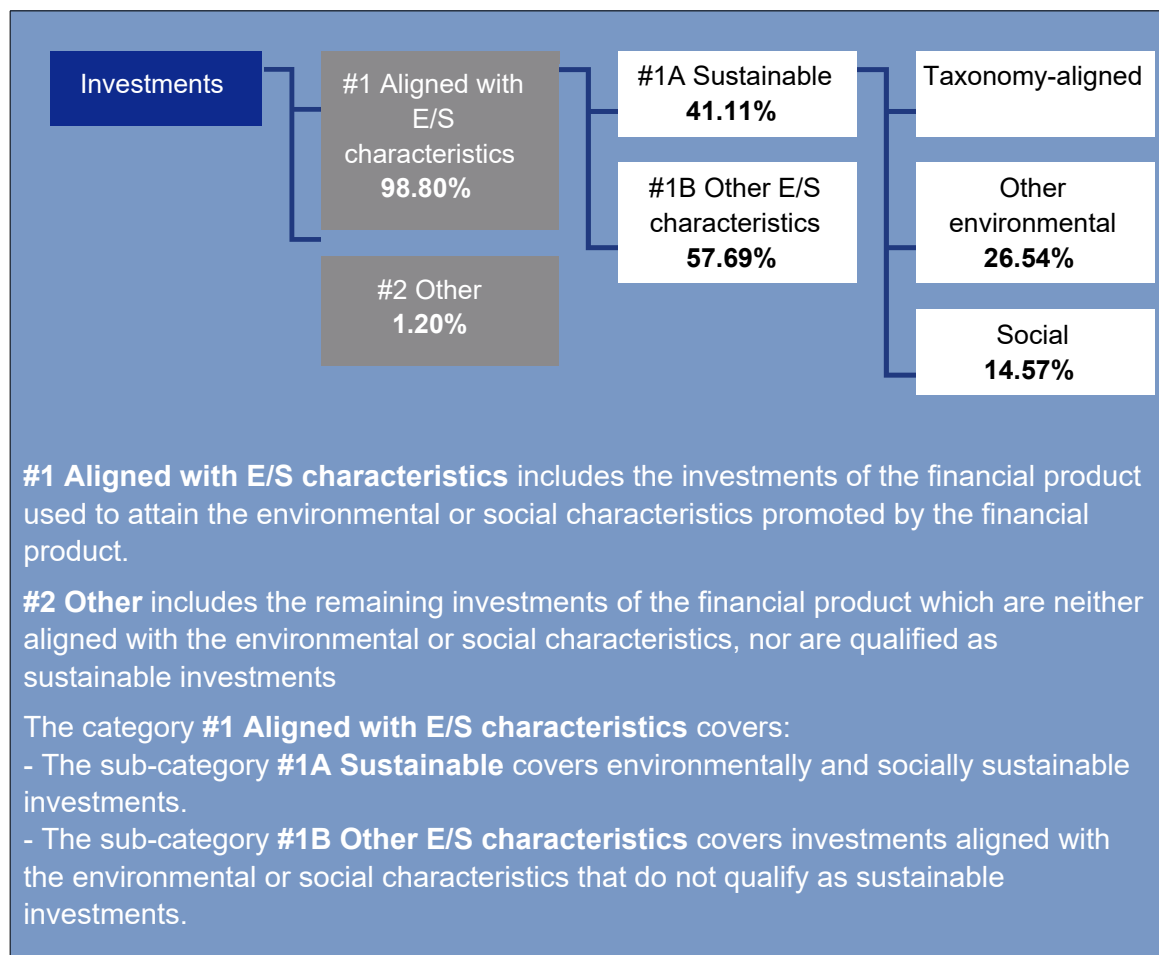 Investments
#1 Aligned with
E/S
characteristics
98.80%
#2 Other
1.20%
#1A Sustainable
41.11%
#1B Other E/S
characteristics
57.69%
Taxonomy-aligned
Other
environmental
26.54%
Social
14.57%
#1 Aligned with E/S characteristics includes the investments of the financial product
used to attain the environmental or social characteristics promoted by the financial
product.
#2 Other includes the remaining investments of the financial product which are neither
aligned with the environmental or social characteristics, nor are qualified as
sustainable investments
The category #1 Aligned with E/S characteristics covers:
- The sub-category #1A Sustainable covers environmentally and socially sustainable
investments.
- The sub-category #1B Other E/S characteristics covers investments aligned with
the environmental or social characteristics that do not qualify as sustainable
investments.